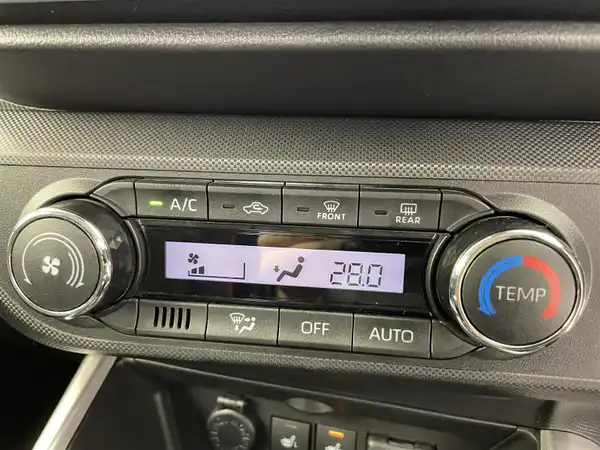 A/C
FRONT
REAR
28.0
TEMP
OFF
AUTO